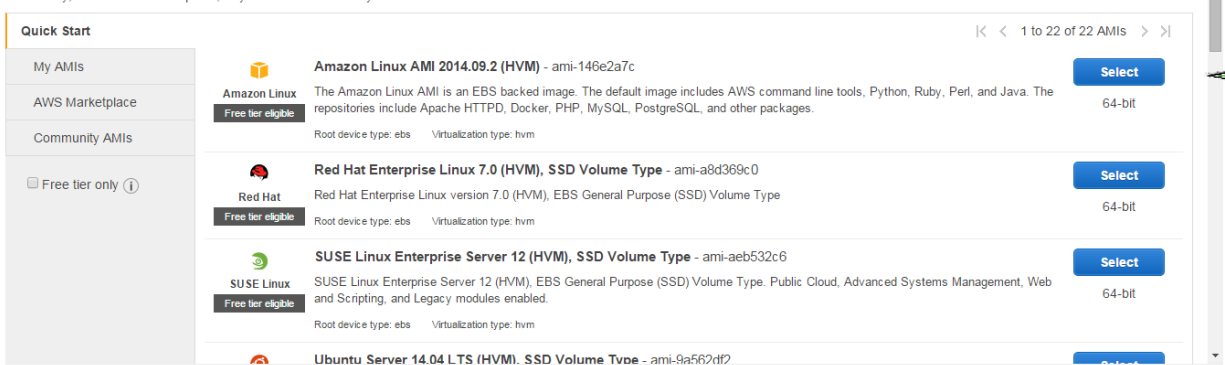 Quick Start
1 to 22 of 22 AMIs
My AMIs
AWS Marketplace
Community AMIs
Free tier only
Amazon Linux
Free tier eligible
Amazon Linux AMI 2014.09.2 (HVM) - ami-146e2a7c
The Amazon Linux AMI is an EBS backed image. The default image includes AWS command line tools, Python, Ruby, Perl, and Java. The
repositories include Apache HTTPD, Docker, PHP, MySQL, PostgreSQL, and other packages.
Root device type: ebs Virtualization type: hvm
Select
64-bit
Red Hat
Free tier eligible
Red Hat Enterprise Linux 7.0 (HVM), SSD Volume Type - ami-a8d369c0
Red Hat Enterprise Linux version 7.0 (HVM), EBS General Purpose (SSD) Volume Type
Root device type: ebs Virtualization type: hvm
Select
64-bit
SUSE Linux
Free tier eligible
SUSE Linux Enterprise Server 12 (HVM), SSD Volume Type - ami-aeb532c6
SUSE Linux Enterprise Server 12 (HVM), EBS General Purpose (SSD) Volume Type. Public Cloud, Advanced Systems Management, Web
and Scripting, and Legacy modules enabled.
Root device type: ebs Virtualization type: hvm
Select
64-bit
Ubuntu Server 14.04 LTS (HVM), SSD Volume Type - ami-9a562df2
Select